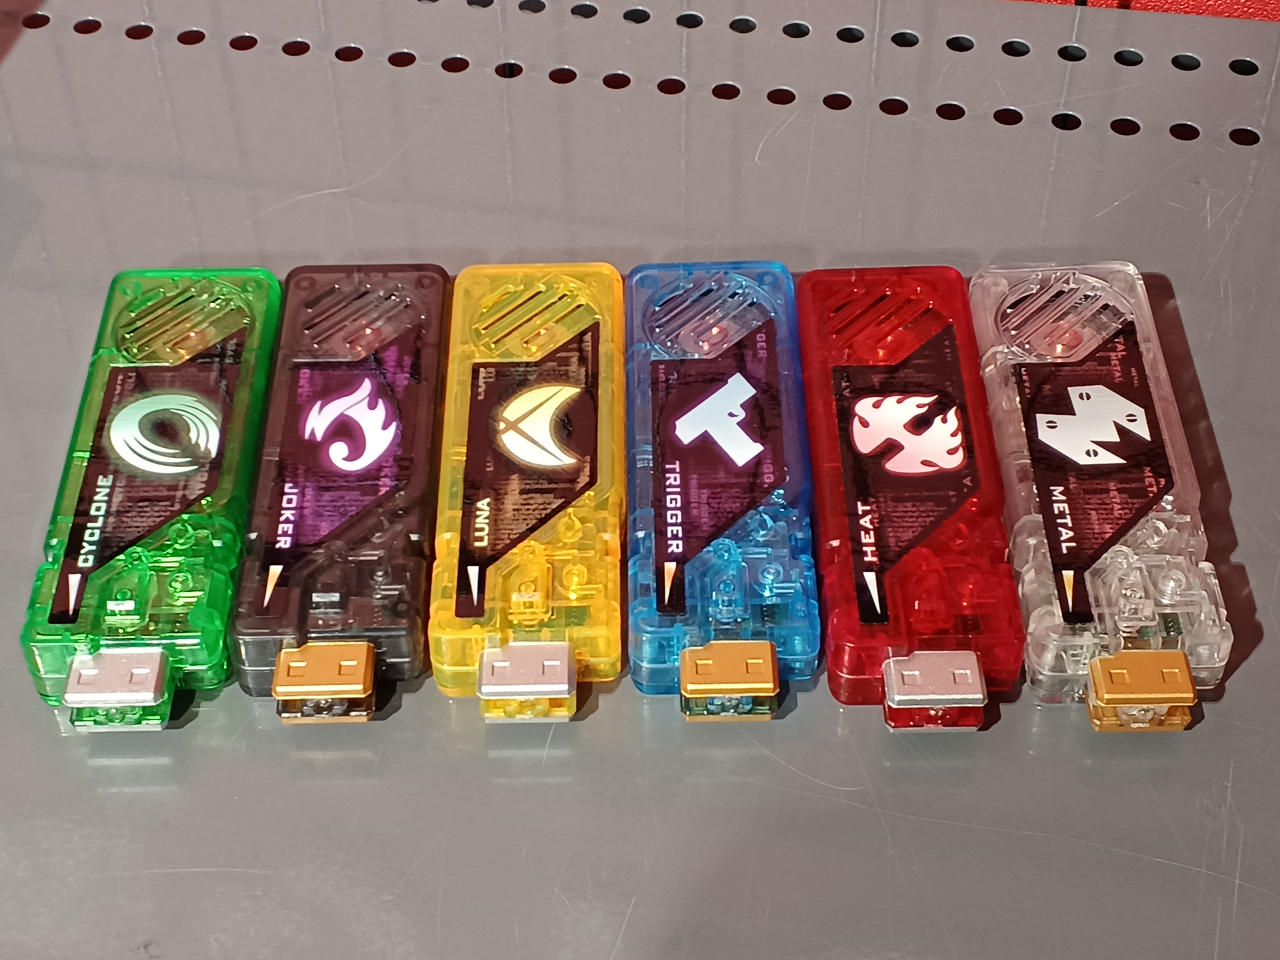 CYCLONE
JOKER
LUNA
TRIGGER
HEAT
METAL